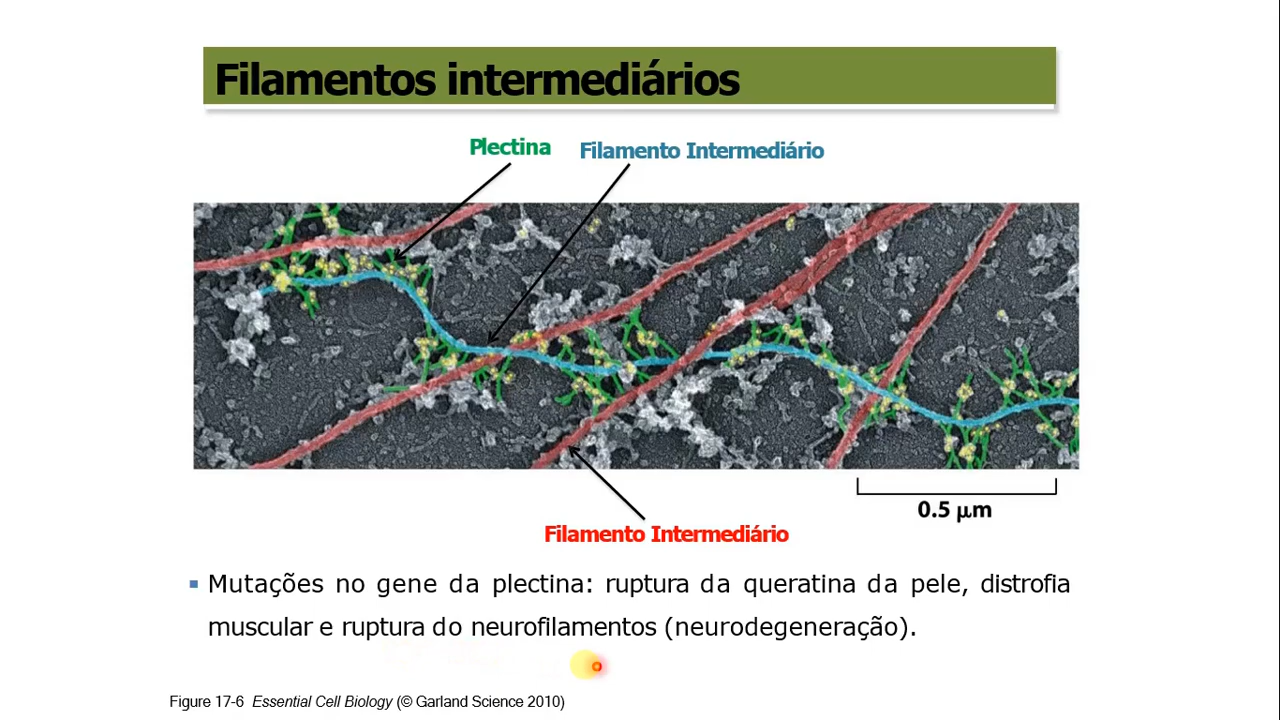 Filamentos intermediários
Plectina
Filamento Intermediário
0.5 μm
Filamento Intermediário
Mutações no gene da plectina: ruptura da queratina da pele, distrofia
muscular e ruptura do neurofilamentos (neurodegeneração).
Figure 17-6 Essential Cell Biology (© Garland Science 2010)